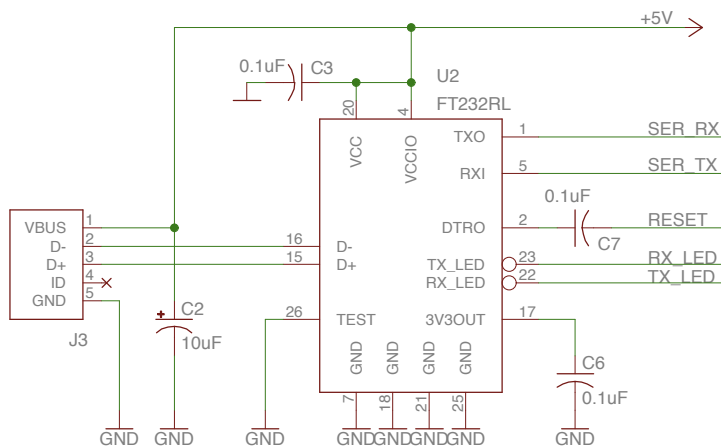 +5V
0.1uF
C3
U2
FT232RL
20
4
VCC
VCCIO
TXO
1
SER_RX
RXI
5
SER_TX
0.1uF
DTRO
2
RESET
C7
VBUS
1
D-
2
16
D-
D+
3
15
D+
TX_LED
23
RX_LED
ID
4
RX_LED
22
TX_LED
GND
5
J3
+
C2
10uF
26
TEST
3V3OUT
17
GND
GND
GND
GND
C6
0.1uF
7
18
21
25
GND
GND
GND
GND
GND
GND
GND
GND